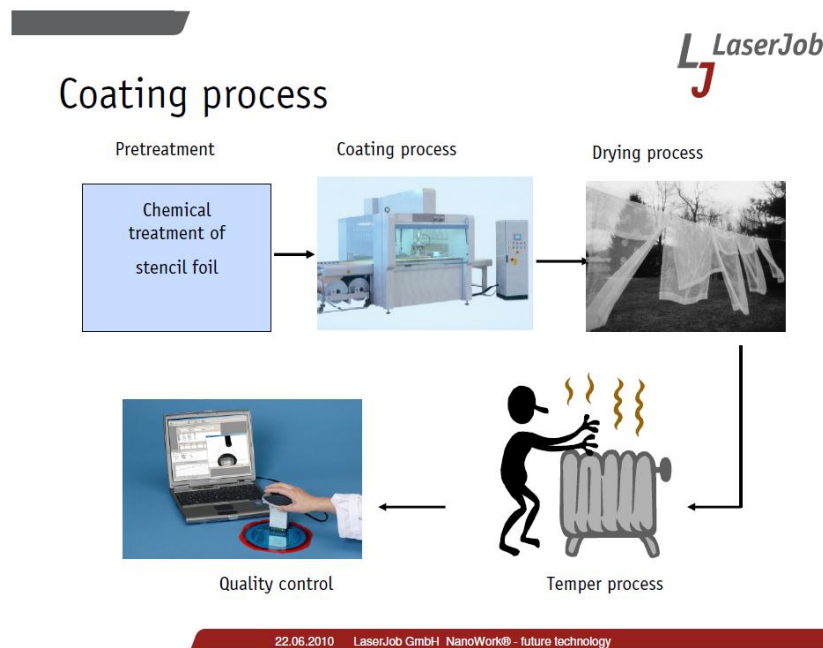 LJ LaserJob
Coating process
Pretreatment
Coating process
Drying process
Chemical
treatment of
stencil foil
Quality control
Temper process
22.06.2010 LaserJob GmbH NanoWork® - future technology